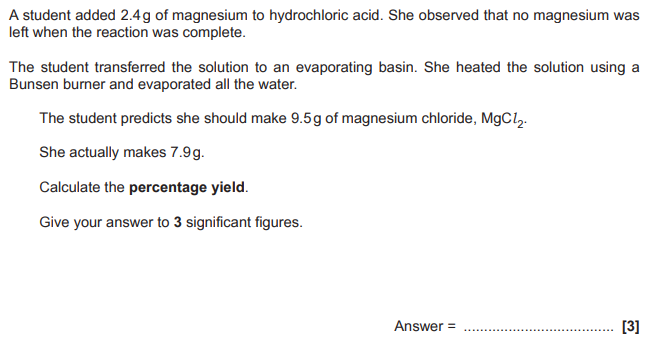 A student added 2.4 g of magnesium to hydrochloric acid. She observed that no magnesium was
left when the reaction was complete.
The student transferred the solution to an evaporating basin. She heated the solution using a
Bunsen burner and evaporated all the water.
The student predicts she should make 9.5 g of magnesium chloride, MgCl₂.
She actually makes 7.9 g.
Calculate the percentage yield.
Give your answer to 3 significant figures.
Answer = ..................................... [3]